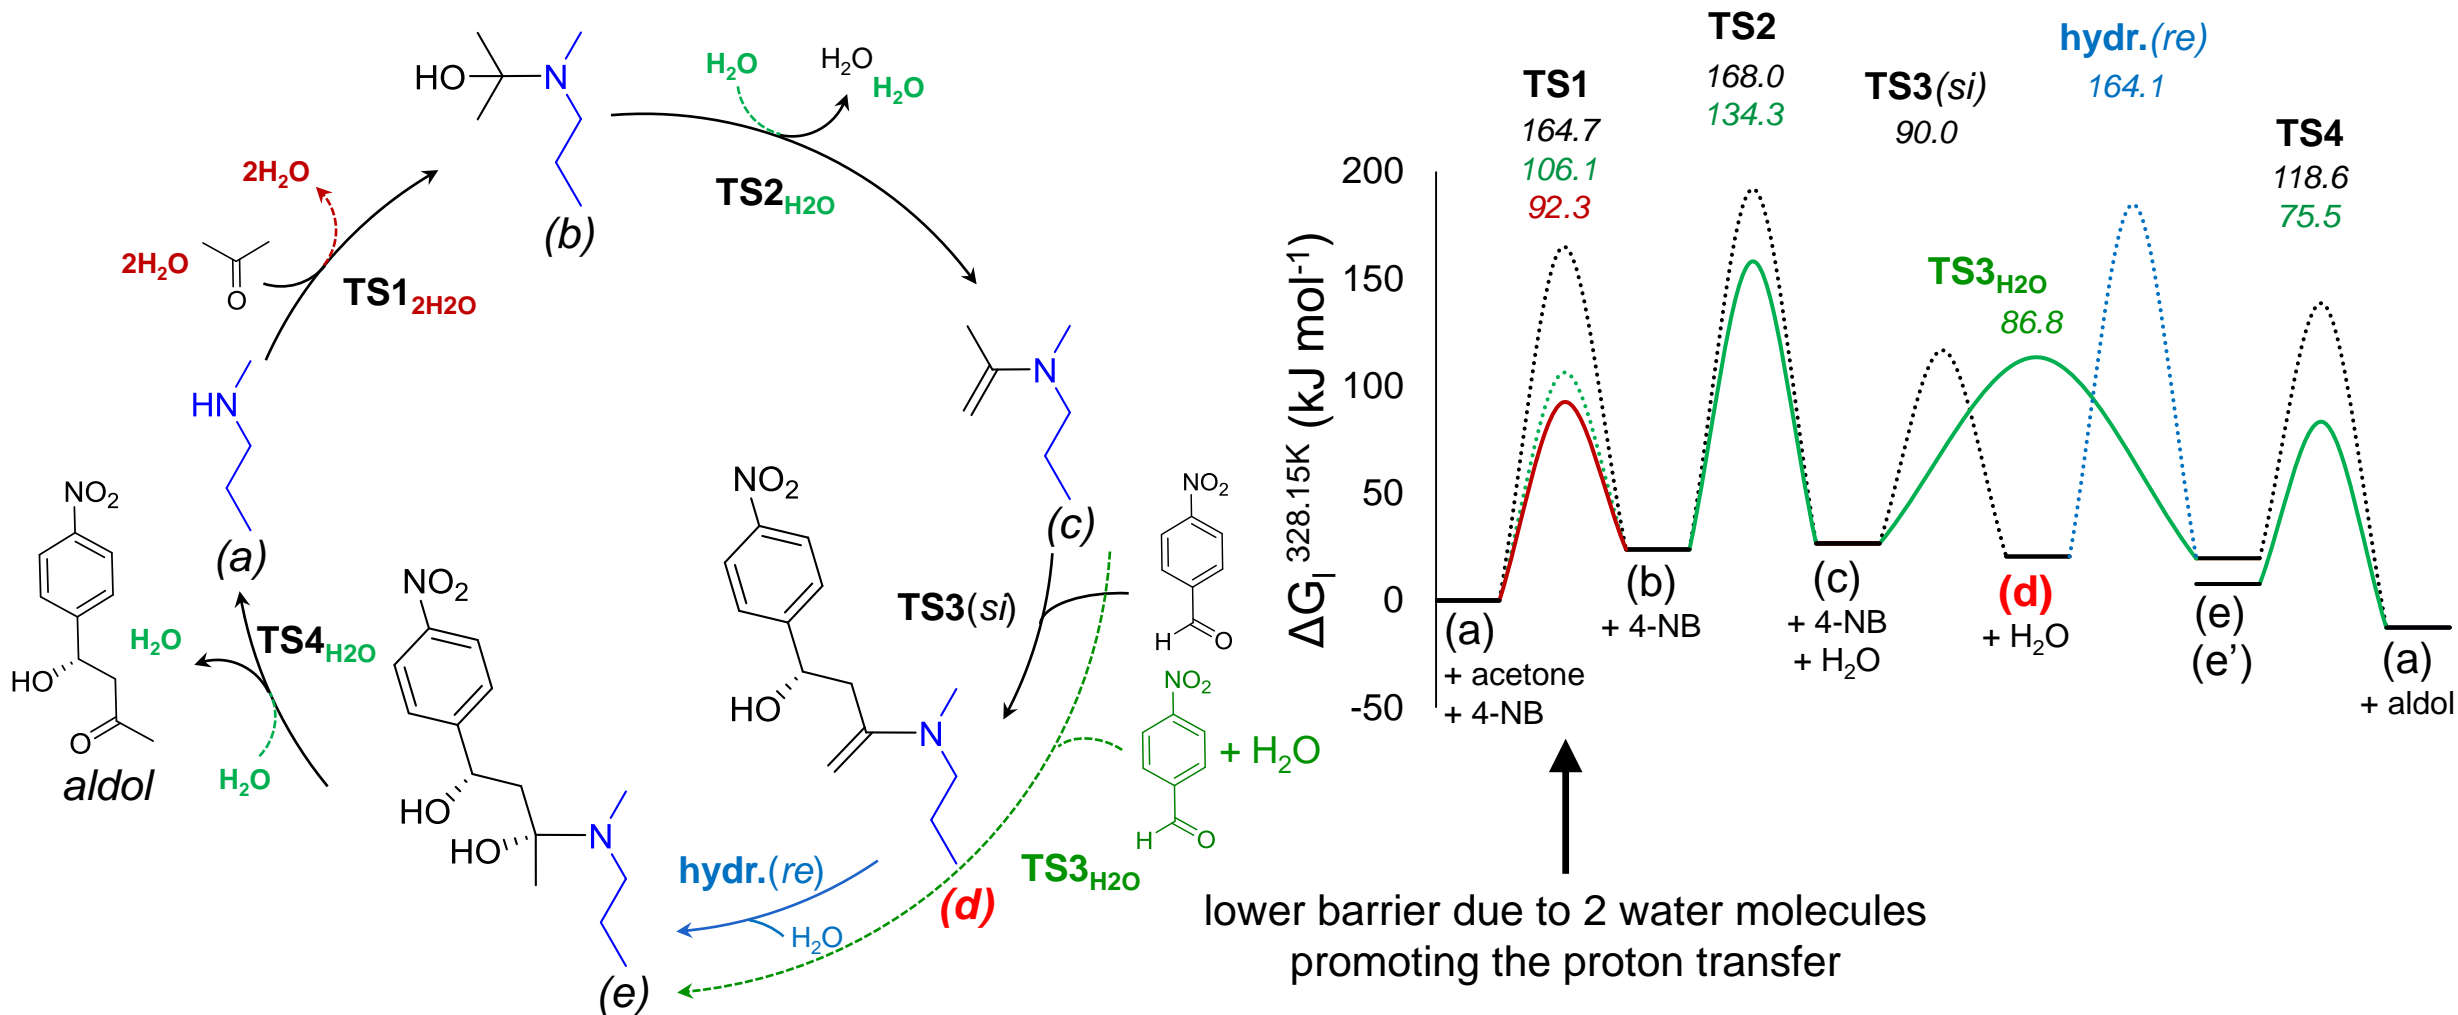 HO
N
(b)
H₂O
H₂O
H₂O
TS2H2O
2H₂O
2H₂O
O
TS12H2O
HN
(a)
N
(c)
NO₂
H
O
TS3(si)
NO₂
HO
N
(d)
NO₂
H
O
+ H₂O
TS3H2O
hydr.(re)
H₂O
NO₂
HO
HO
N
(e)
TS4H2O
H₂O
H₂O
NO₂
HO
O
aldol
ΔG_I^328.15K (kJ mol⁻¹)
200
150
100
50
0
-50
TS1
164.7
106.1
92.3
TS2
168.0
134.3
TS3(si)
90.0
TS3H2O
86.8
hydr.(re)
164.1
TS4
118.6
75.5
(a)
+ acetone
+ 4-NB
(b)
+ 4-NB
(c)
+ 4-NB
+ H₂O
(d)
+ H₂O
(e)
(e’)
(a)
+ aldol
lower barrier due to 2 water molecules
promoting the proton transfer